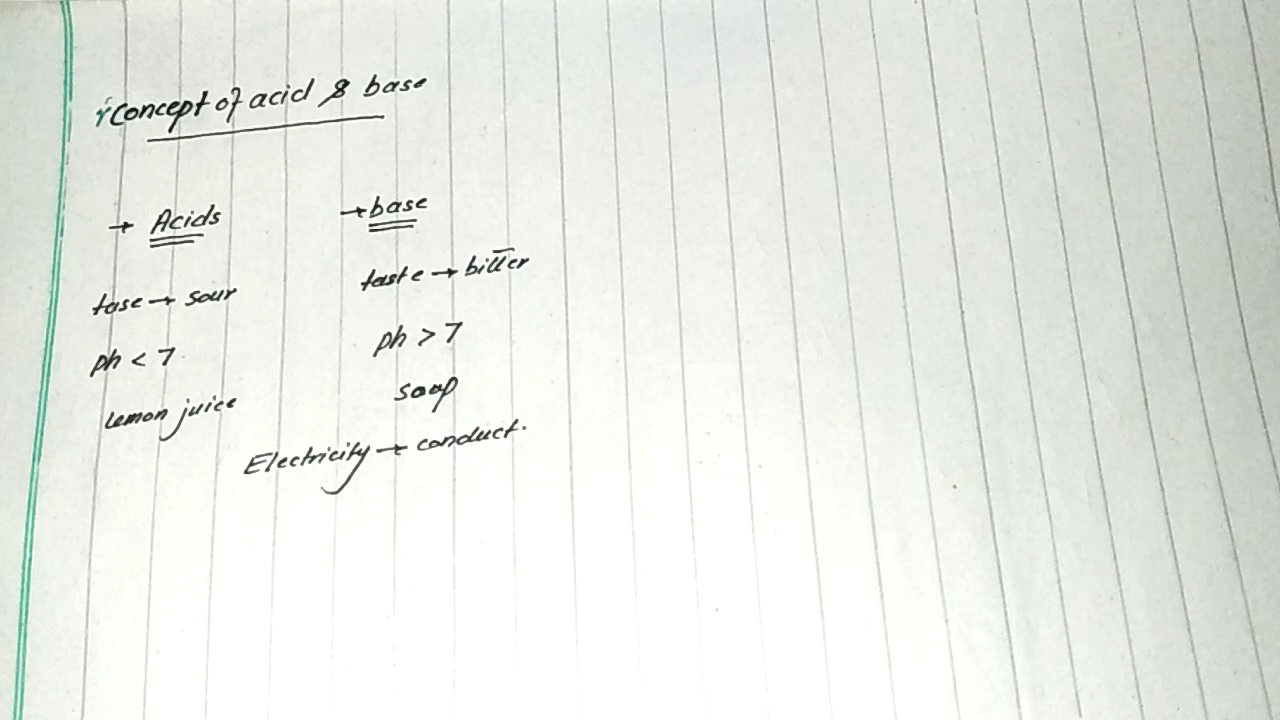 Concept of acid & base
→ Acids → base
tase → sour taste → bitter
ph < 7 ph > 7
Lemon juice soap
Electricity → conduct.